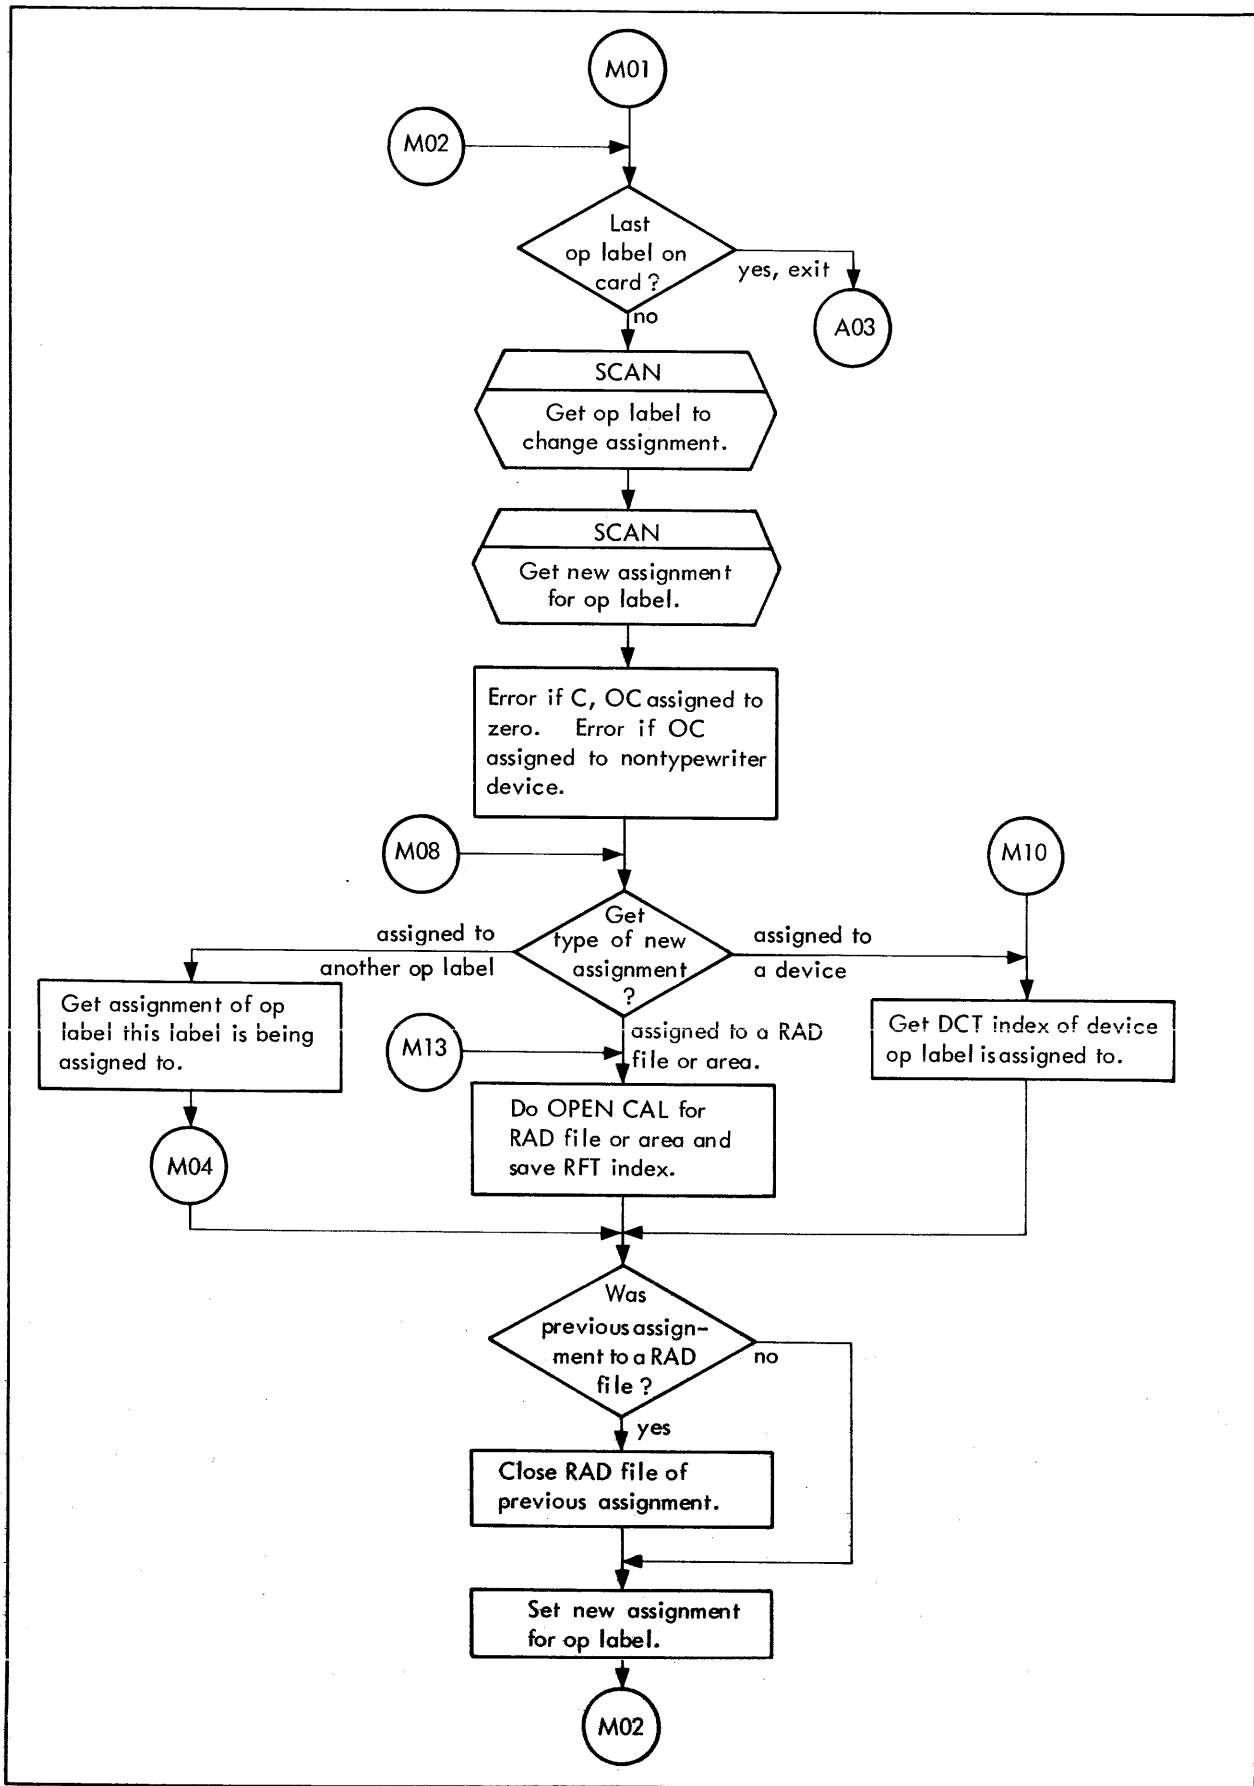 M01
M02
Last
op label on
card ?
yes, exit
no
A03
SCAN
Get op label to
change assignment.
SCAN
Get new assignment
for op label.
Error if C, OC assigned to
zero. Error if OC
assigned to nontypewriter
device.
M08
M10
Get
type of new
assignment
?
assigned to
another op label
assigned to
a device
Get assignment of op
label this label is being
assigned to.
M13
assigned to a RAD
file or area.
Get DCT index of device
op label is assigned to.
Do OPEN CAL for
RAD file or area and
save RFT index.
M04
Was
previous assign-
ment to a RAD
file ?
no
yes
Close RAD file of
previous assignment.
Set new assignment
for op label.
M02